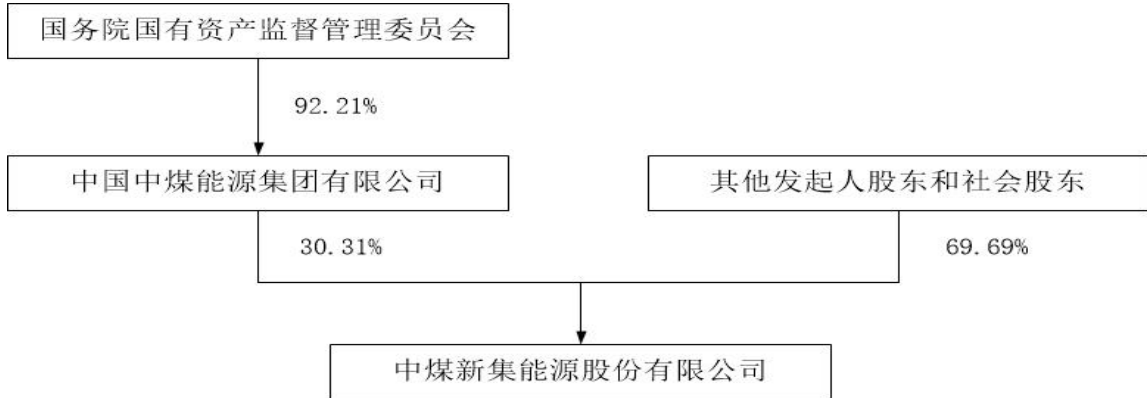 国务院国有资产监督管理委员会
92.21%
中国中煤能源集团有限公司
其他发起人股东和社会股东
30.31%
69.69%
中煤新集能源股份有限公司